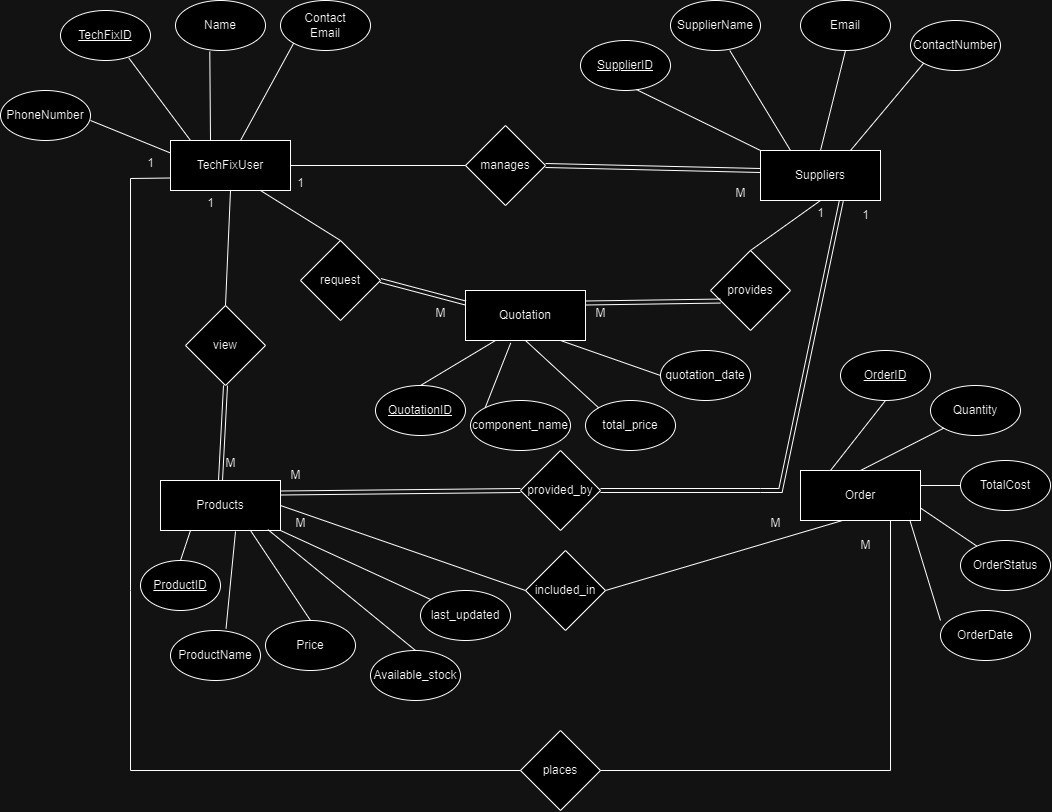 TechFixID
Name
Contact
Email
SupplierName
Email
SupplierID
ContactNumber
PhoneNumber
1
TechFixUser
1
1
manages
M
Suppliers
1
1
request
M
Quotation
M
provides
view
QuotationID
component_name
total_price
quotation_date
OrderID
Quantity
M
M
Products
M
provided_by
Order
TotalCost
M
M
OrderStatus
ProductID
included_in
last_updated
OrderDate
ProductName
Price
Available_stock
places